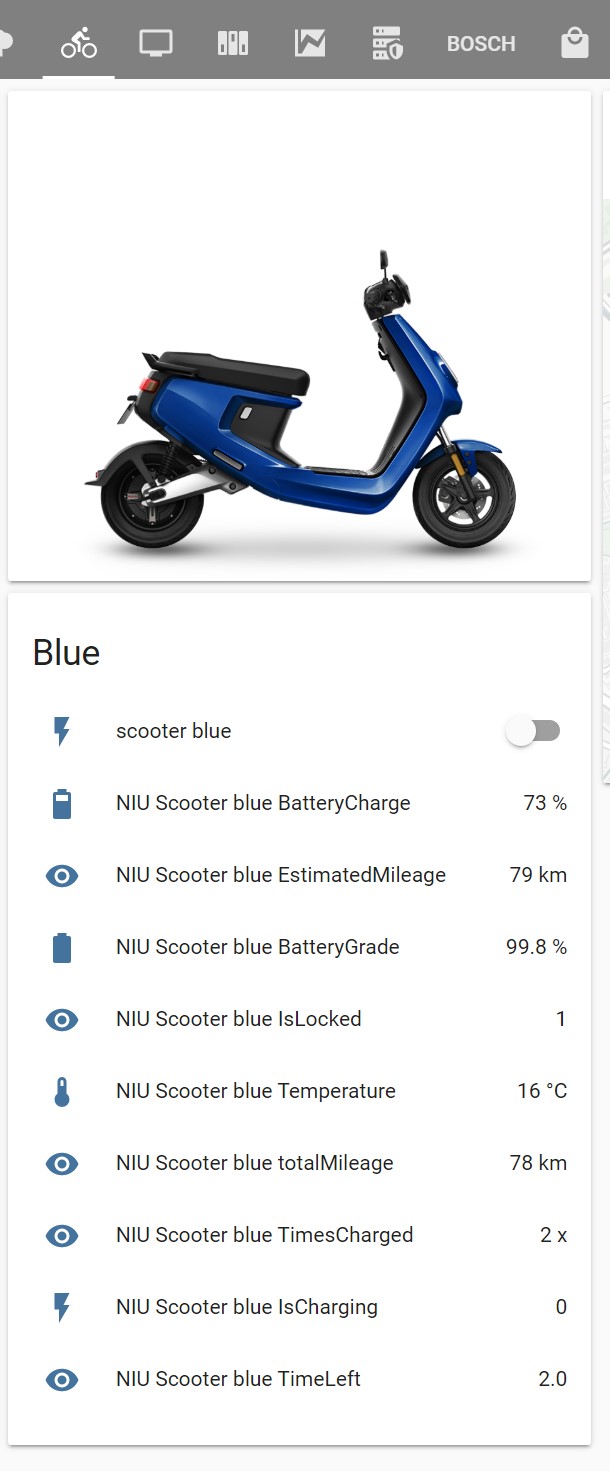 BOSCH
Blue
scooter blue
NIU Scooter blue BatteryCharge 73 %
NIU Scooter blue EstimatedMileage 79 km
NIU Scooter blue BatteryGrade 99.8 %
NIU Scooter blue IsLocked 1
NIU Scooter blue Temperature 16 °C
NIU Scooter blue totalMileage 78 km
NIU Scooter blue TimesCharged 2 x
NIU Scooter blue IsCharging 0
NIU Scooter blue TimeLeft 2.0